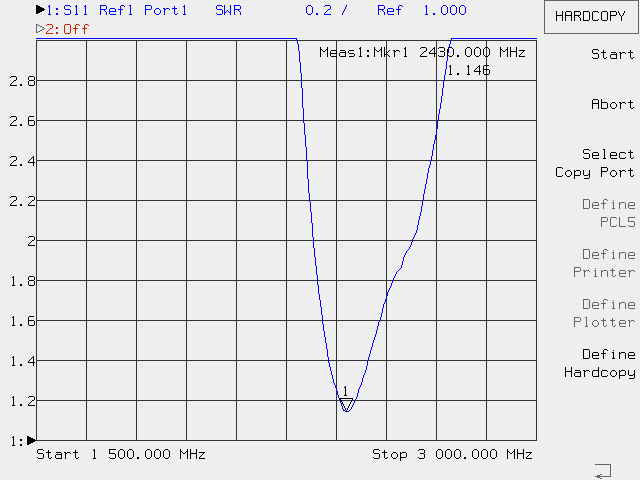 1:S11 Refl Port1 SWR 0.2 / Ref 1.000
2:Off
HARDCOPY
Meas1:Mkr1 2430.000 MHz
1.146
2.8
2.6
2.4
2.2
2
1.8
1.6
1.4
1.2
1:
1
Start 1 500.000 MHz
Stop 3 000.000 MHz
Start
Abort
Select
Copy Port
Define
PCL5
Define
Printer
Define
Plotter
Define
Hardcopy